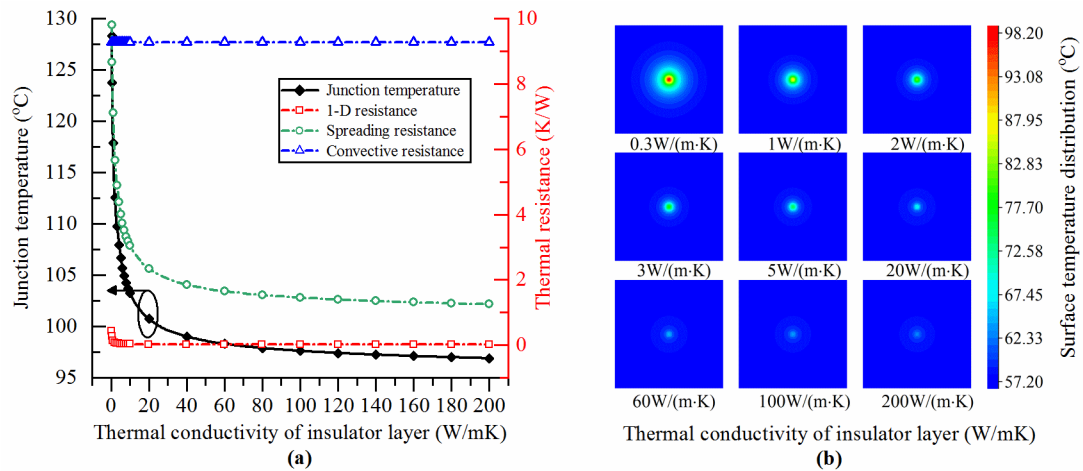 130
125
120
115
110
105
100
95
Junction temperature (°C)
10
8
6
4
2
0
Thermal resistance (K/W)
Junction temperature
1-D resistance
Spreading resistance
Convective resistance
0 20 40 60 80 100 120 140 160 180 200
Thermal conductivity of insulator layer (W/mK)
(a)
0.3W/(m·K) 1W/(m·K) 2W/(m·K)
3W/(m·K) 5W/(m·K) 20W/(m·K)
60W/(m·K) 100W/(m·K) 200W/(m·K)
98.20
93.08
87.95
82.83
77.70
72.58
67.45
62.33
57.20
Surface temperature distribution (°C)
Thermal conductivity of insulator layer (W/(m·K)
(b)